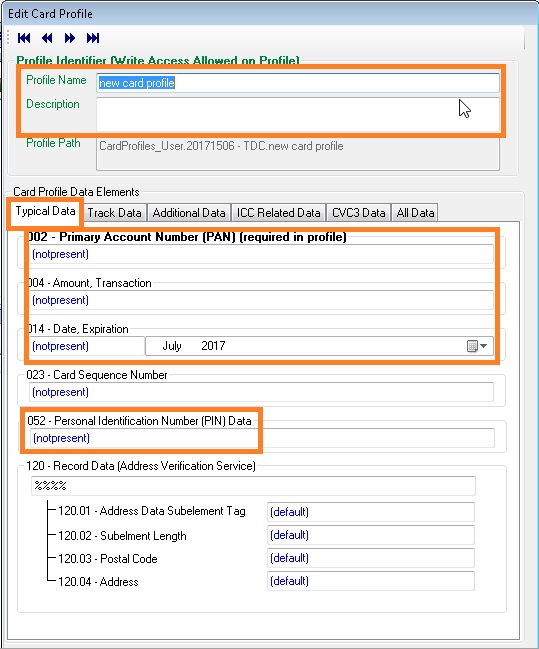 Edit Card Profile
Profile Identifier (Write Access Allowed on Profile)
Profile Name new card profile
Description
Profile Path CardProfiles_User.20171506 - TDC.new card profile
Card Profile Data Elements
Typical Data Track Data Additional Data ICC Related Data CVC3 Data All Data
002 - Primary Account Number (PAN) (required in profile)
(notpresent)
004 - Amount, Transaction
(notpresent)
014 - Date, Expiration
(notpresent) July 2017
023 - Card Sequence Number
(notpresent)
052 - Personal Identification Number (PIN) Data
(notpresent)
120 - Record Data (Address Verification Service)
%%%%
120.01 - Address Data Subelement Tag (default)
120.02 - Subelment Length (default)
120.03 - Postal Code (default)
120.04 - Address (default)